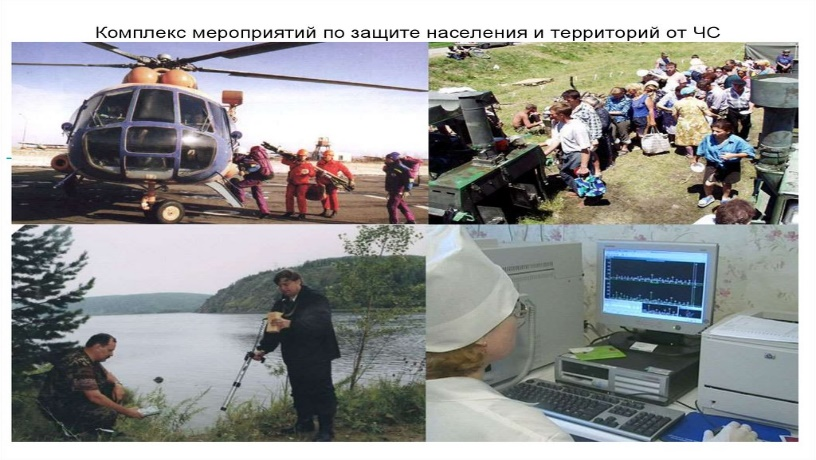 Комплекс мероприятий по защите населения и территорий от ЧС